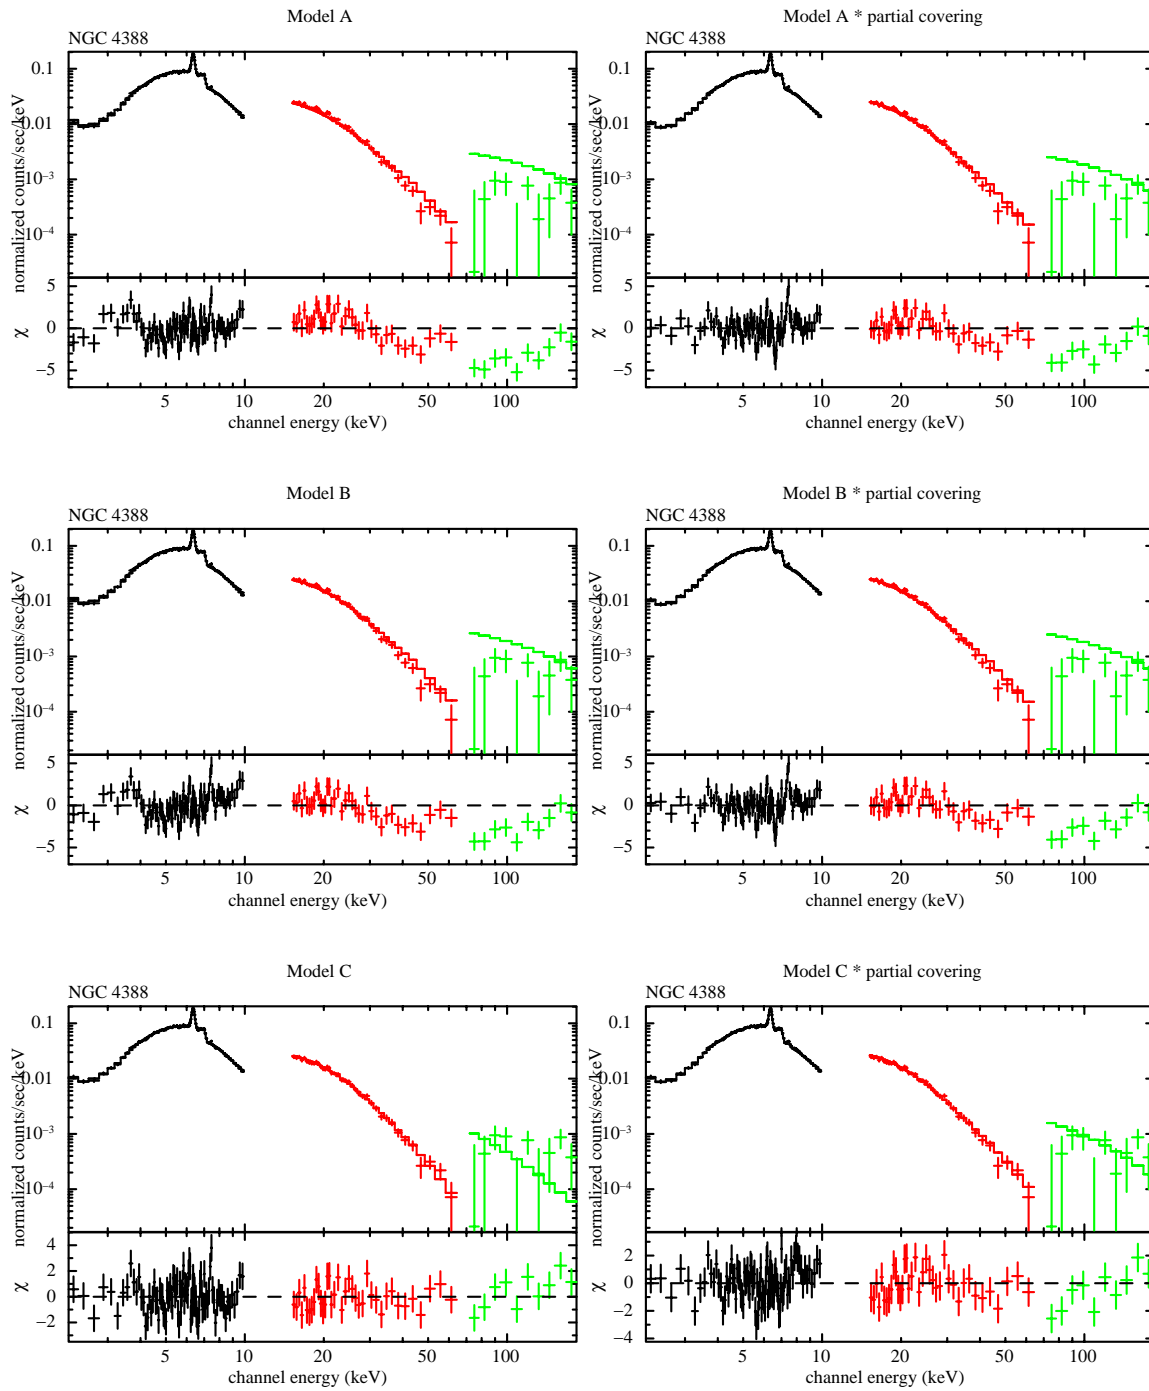 Model A
NGC 4388
normalized counts/sec/keV
0.1
0.01
10−3
10−4
χ
5
0
−5
5
10
20
50
100
channel energy (keV)
Model A * partial covering
NGC 4388
normalized counts/sec/keV
0.1
0.01
10−3
10−4
χ
5
0
−5
5
10
20
50
100
channel energy (keV)
Model B
NGC 4388
normalized counts/sec/keV
0.1
0.01
10−3
10−4
χ
5
0
−5
5
10
20
50
100
channel energy (keV)
Model B * partial covering
NGC 4388
normalized counts/sec/keV
0.1
0.01
10−3
10−4
χ
5
0
−5
5
10
20
50
100
channel energy (keV)
Model C
NGC 4388
normalized counts/sec/keV
0.1
0.01
10−3
10−4
χ
4
2
0
−2
5
10
20
50
100
channel energy (keV)
Model C * partial covering
NGC 4388
normalized counts/sec/keV
0.1
0.01
10−3
10−4
χ
2
0
−2
−4
5
10
20
50
100
channel energy (keV)